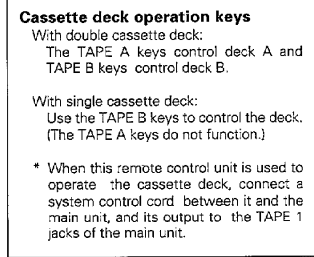 Cassette deck operation keys
With double cassette deck:
The TAPE A keys control deck A and
TAPE B keys control deck B.
With single cassette deck:
Use the TAPE B keys to control the deck.
(The TAPE A keys do not function.)
* When this remote control unit is used to
operate the cassette deck, connect a
system control cord between it and the
main unit, and its output to the TAPE 1
jacks of the main unit.